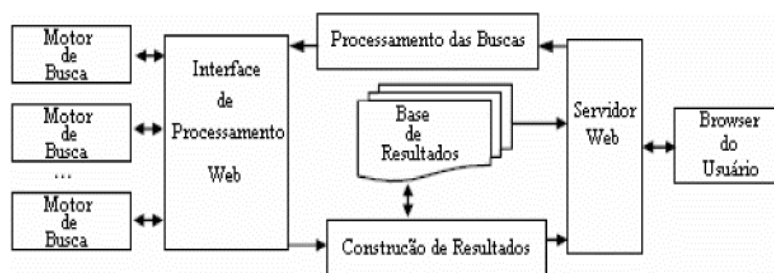 Motor
de
Busca
Motor
de
Busca
...
Motor
de
Busca
Interface
de
Processamento
Web
Processamento das Buscas
Base
de
Resultados
Construcão de Resultados
Servidor
Web
Browser
do
Usuário